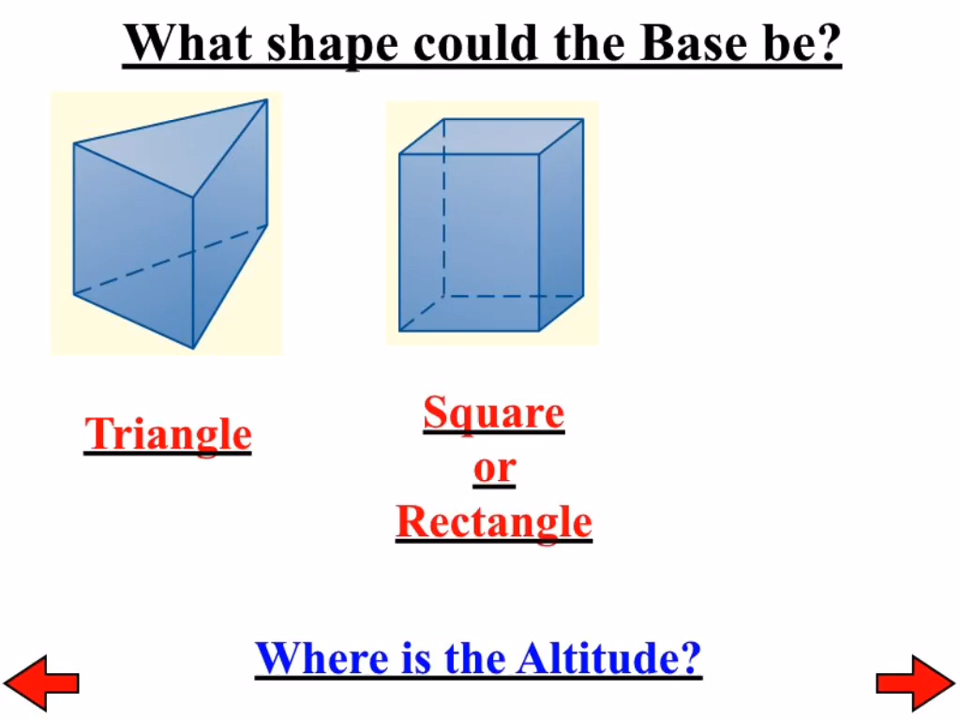 What shape could the Base be?
Triangle
Square
or
Rectangle
Where is the Altitude?